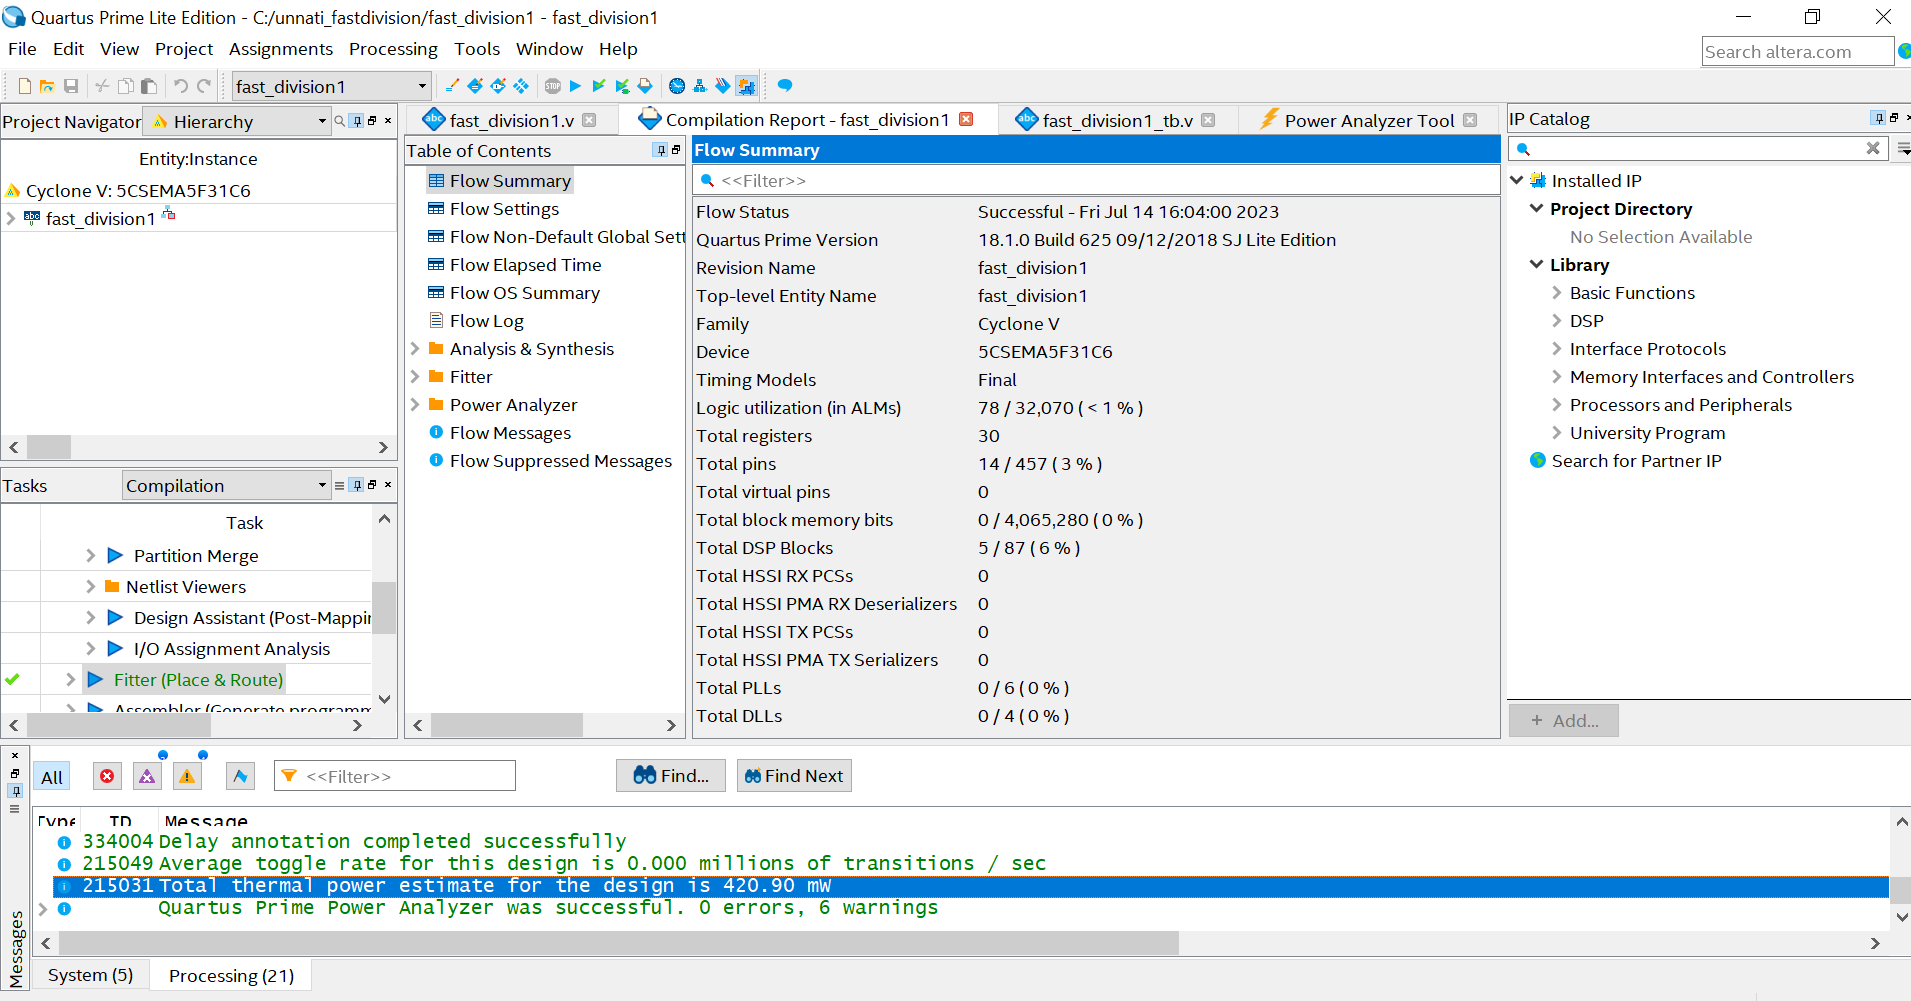 Quartus Prime Lite Edition - C:/unnati_fastdivision/fast_division1 - fast_division1
File Edit View Project Assignments Processing Tools Window Help
Search altera.com
fast_division1
STOP
Project Navigator Hierarchy
Entity:Instance
Cyclone V: 5CSEMA5F31C6
abc fast_division1
Tasks Compilation
Task
Partition Merge
Netlist Viewers
Design Assistant (Post-Mappin
I/O Assignment Analysis
Fitter (Place & Route)
Assembler (Generate programm
abc fast_division1.v
Compilation Report - fast_division1
abc fast_division1_tb.v
Power Analyzer Tool
Table of Contents
Flow Summary
Flow Settings
Flow Non-Default Global Sett
Flow Elapsed Time
Flow OS Summary
Flow Log
Analysis & Synthesis
Fitter
Power Analyzer
Flow Messages
Flow Suppressed Messages
Flow Summary
<<Filter>>
Flow Status Successful - Fri Jul 14 16:04:00 2023
Quartus Prime Version 18.1.0 Build 625 09/12/2018 SJ Lite Edition
Revision Name fast_division1
Top-level Entity Name fast_division1
Family Cyclone V
Device 5CSEMA5F31C6
Timing Models Final
Logic utilization (in ALMs) 78 / 32,070 ( < 1 % )
Total registers 30
Total pins 14 / 457 ( 3 % )
Total virtual pins 0
Total block memory bits 0 / 4,065,280 ( 0 % )
Total DSP Blocks 5 / 87 ( 6 % )
Total HSSI RX PCSs 0
Total HSSI PMA RX Deserializers 0
Total HSSI TX PCSs 0
Total HSSI PMA TX Serializers 0
Total PLLs 0 / 6 ( 0 % )
Total DLLs 0 / 4 ( 0 % )
IP Catalog
Installed IP
Project Directory
No Selection Available
Library
Basic Functions
DSP
Interface Protocols
Memory Interfaces and Controllers
Processors and Peripherals
University Program
Search for Partner IP
+ Add...
All
<<Filter>>
Find...
Find Next
Type ID Message
334004 Delay annotation completed successfully
215049 Average toggle rate for this design is 0.000 millions of transitions / sec
215031 Total thermal power estimate for the design is 420.90 mW
Quartus Prime Power Analyzer was successful. 0 errors, 6 warnings
Messages
System (5) Processing (21)